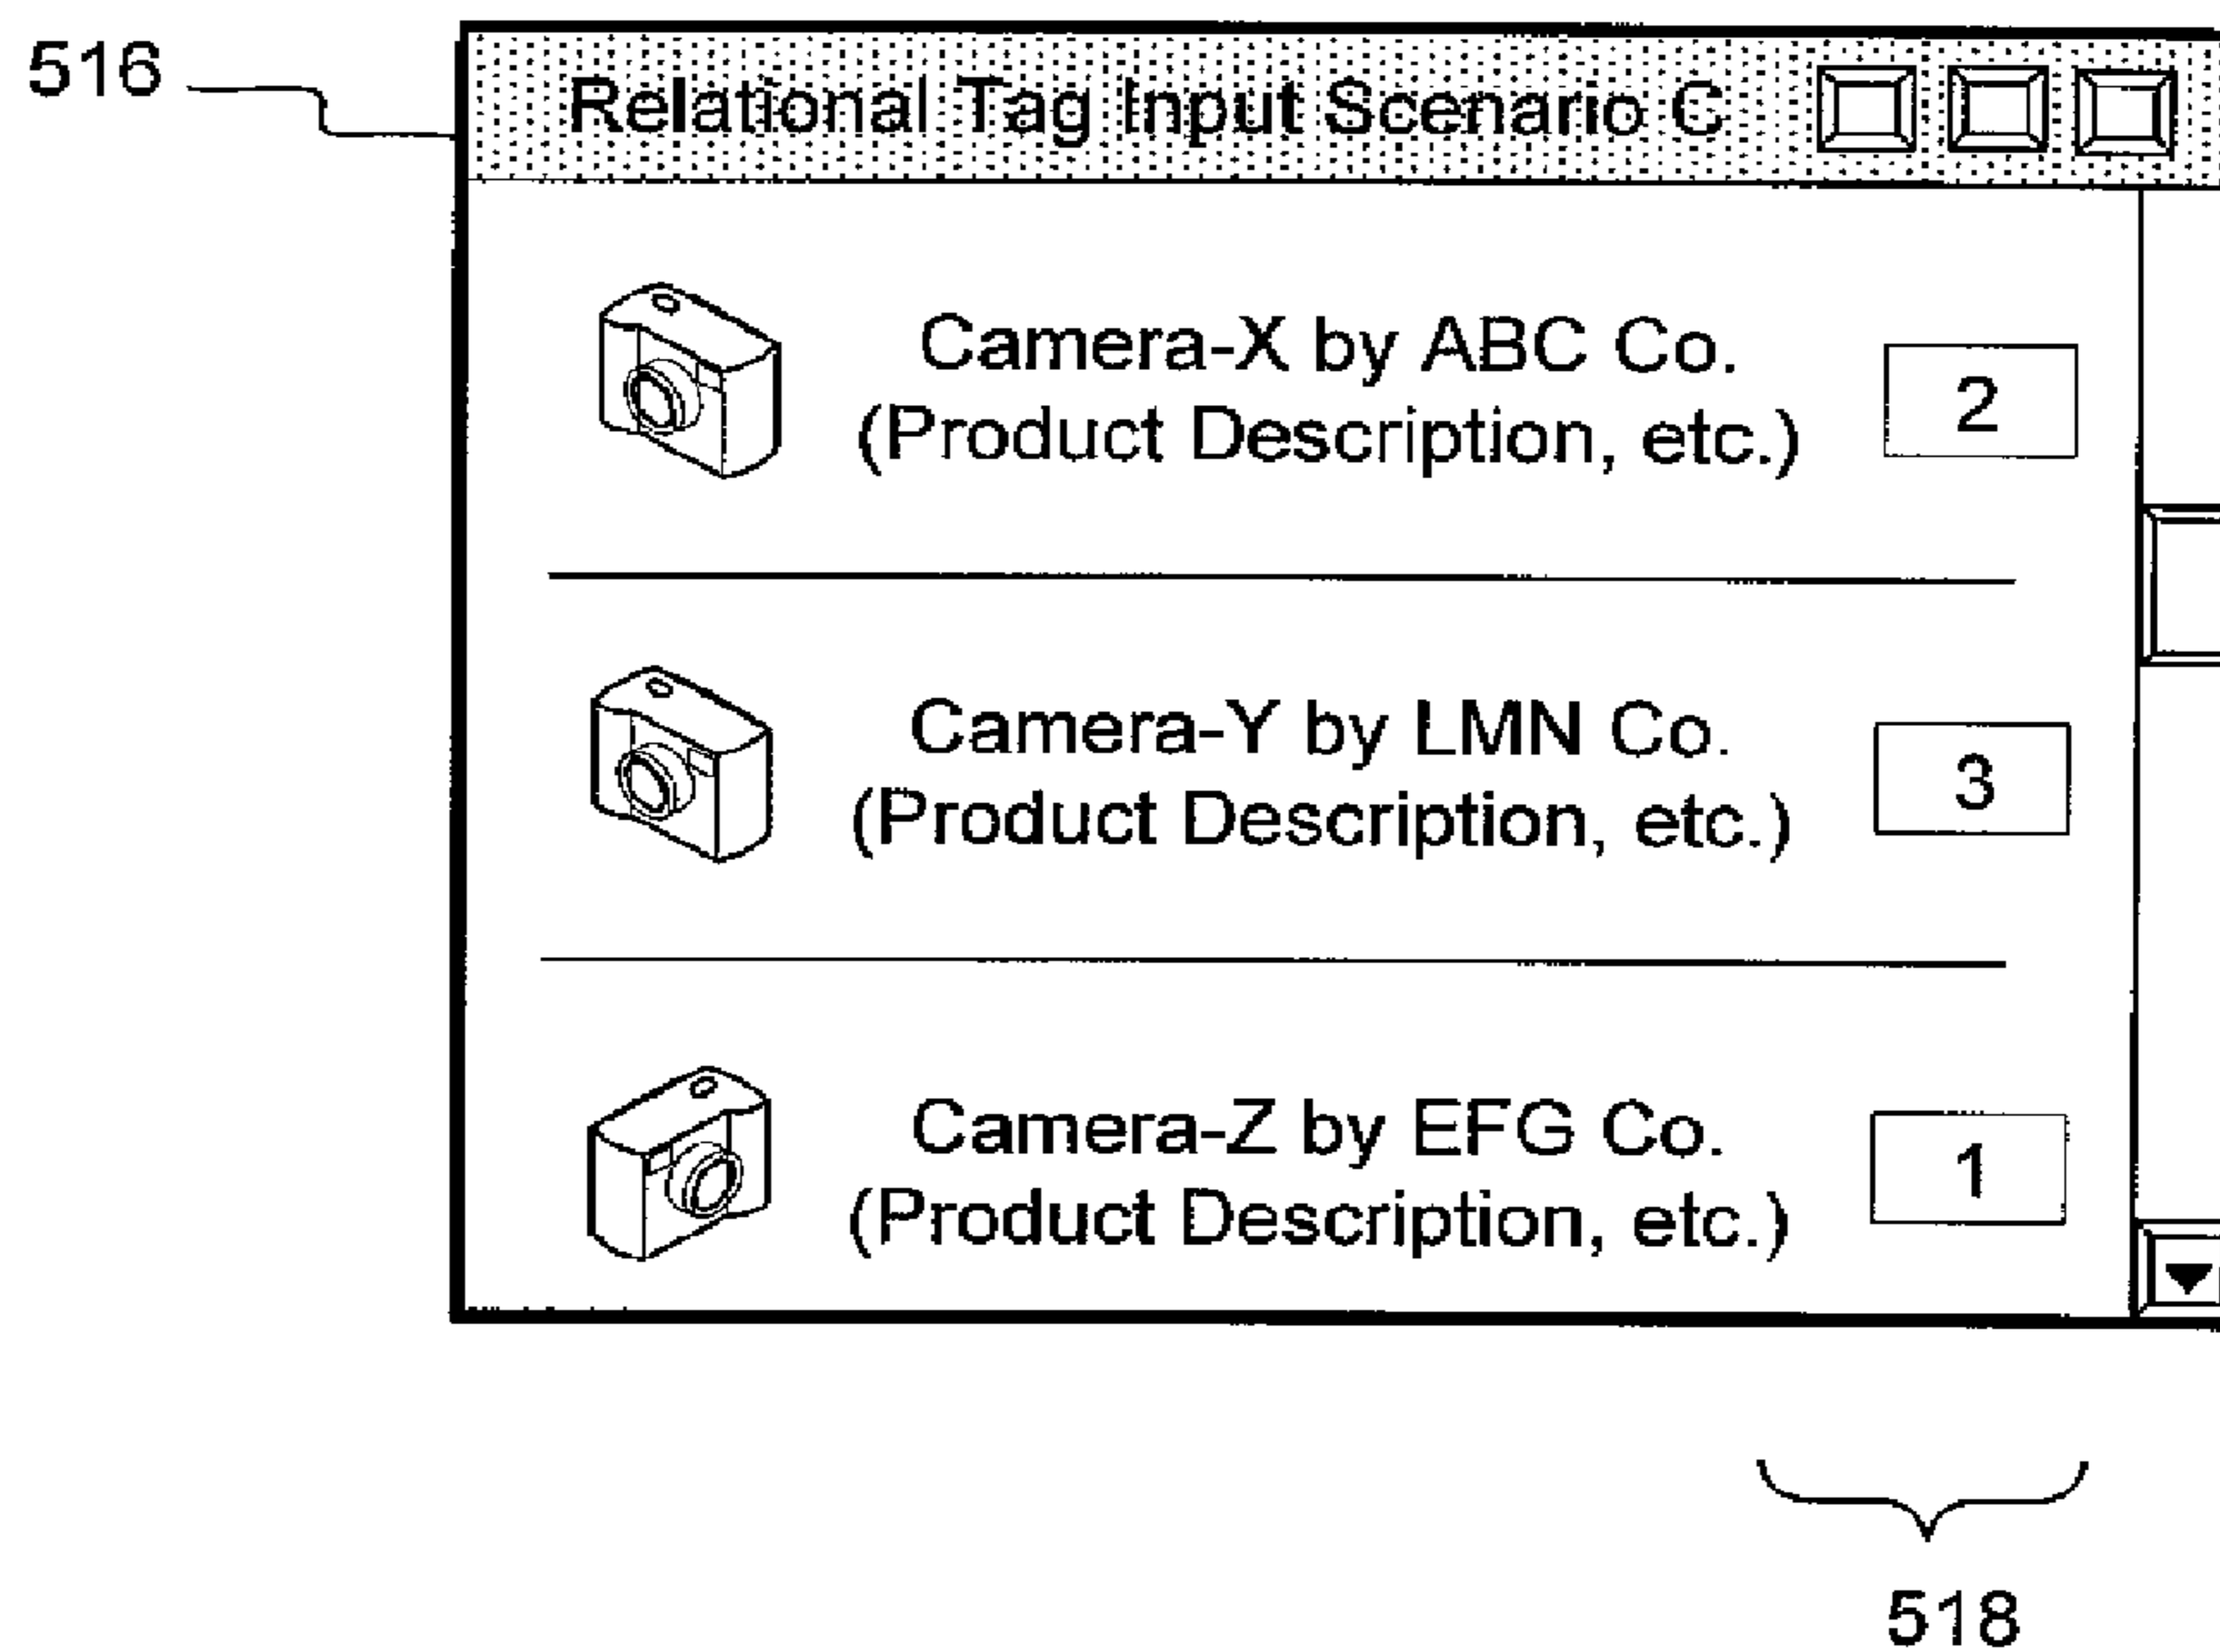 516
Relational Tag Input Scenario C
Camera-X by ABC Co.
(Product Description, etc.)
2
Camera-Y by LMN Co.
(Product Description, etc.)
3
Camera-Z by EFG Co.
(Product Description, etc.)
1
518